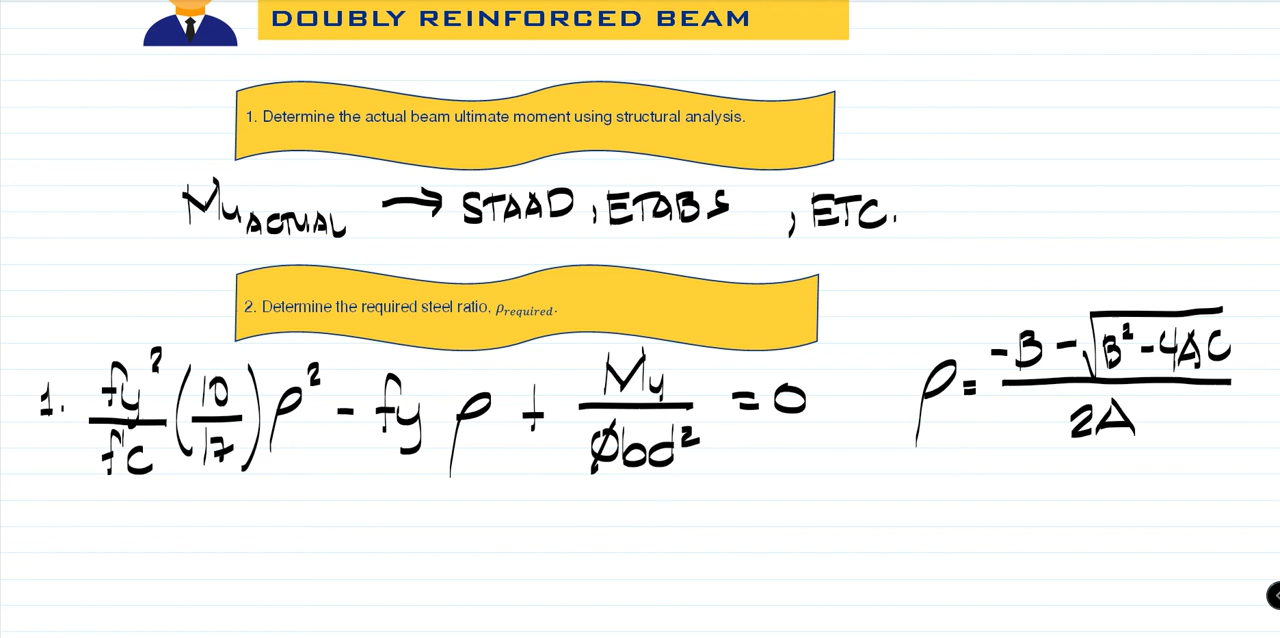 DOUBLY REINFORCED BEAM
1. Determine the actual beam ultimate moment using structural analysis.
Mu ACTUAL → STAAD, ETABS , ETC.
2. Determine the required steel ratio, ρrequired.
1. fy²/f'c (10/17) ρ² - fy ρ + Mu/Øbd² = 0
ρ = (-B - √(B² - 4AC))/2A